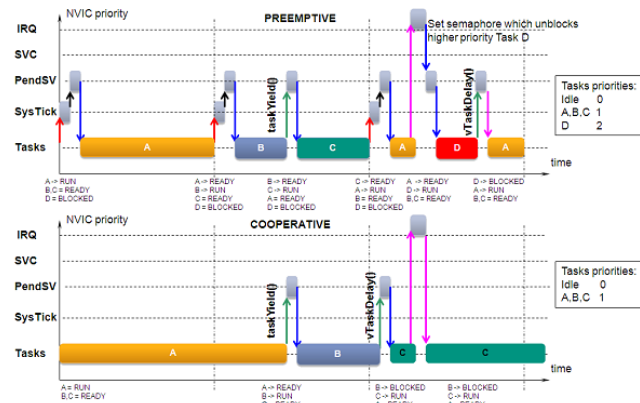 NVIC priority
PREEMPTIVE
IRQ
Set semaphore which unblocks
higher priority Task D
SVC
PendSV
taskYield()
vTaskDelay()
SysTick
Tasks priorities:
Idle 0
A,B,C 1
D 2
Tasks
A
B
C
A
D
A
time
A -> RUN
B,C = READY
D = BLOCKED
A -> READY
B -> RUN
C = READY
D = BLOCKED
B -> READY
C -> RUN
A = READY
D = BLOCKED
C -> READY
A -> RUN
B = READY
D = BLOCKED
A -> READY
D -> RUN
B,C = READY
D -> BLOCKED
A -> RUN
B,C = READY
NVIC priority
COOPERATIVE
IRQ
SVC
PendSV
taskYield()
vTaskDelay()
SysTick
Tasks priorities:
Idle 0
A,B,C 1
Tasks
A
B
C
C
time
A = RUN
B,C = READY
A -> READY
B -> RUN
B -> BLOCKED
C -> RUN
B -> BLOCKED
C -> RUN